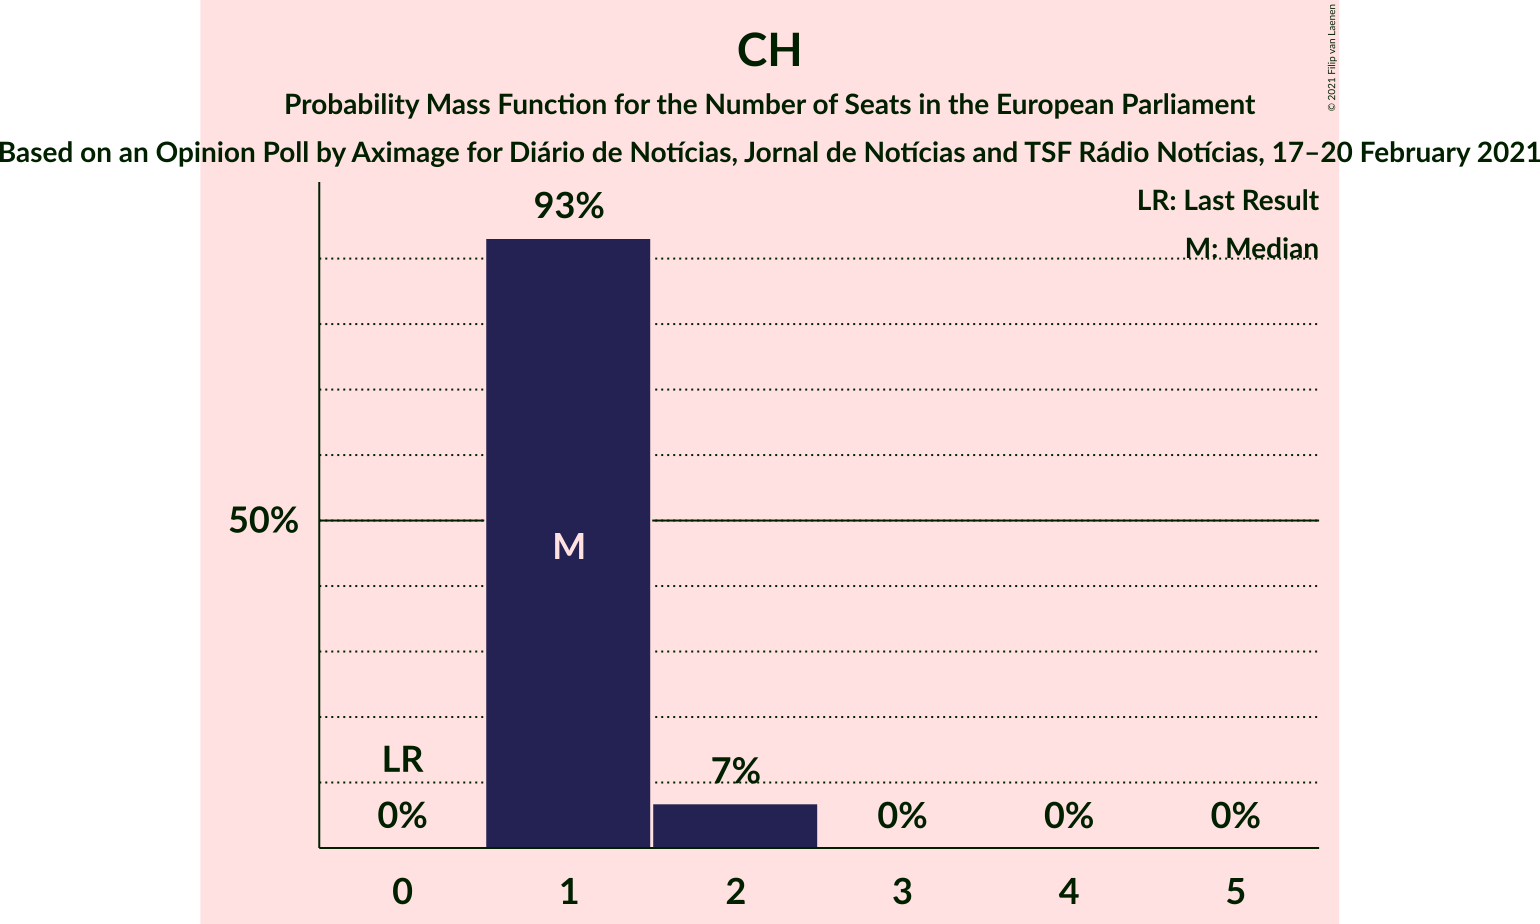 CH
Probability Mass Function for the Number of Seats in the European Parliament
Based on an Opinion Poll by Aximage for Diário de Notícias, Jornal de Notícias and TSF Rádio Notícias, 17–20 February 2021
© 2021 Filip van Laenen
LR: Last Result
M: Median
93%
50%
M
LR
7%
0%
0%
0%
0%
0
1
2
3
4
5